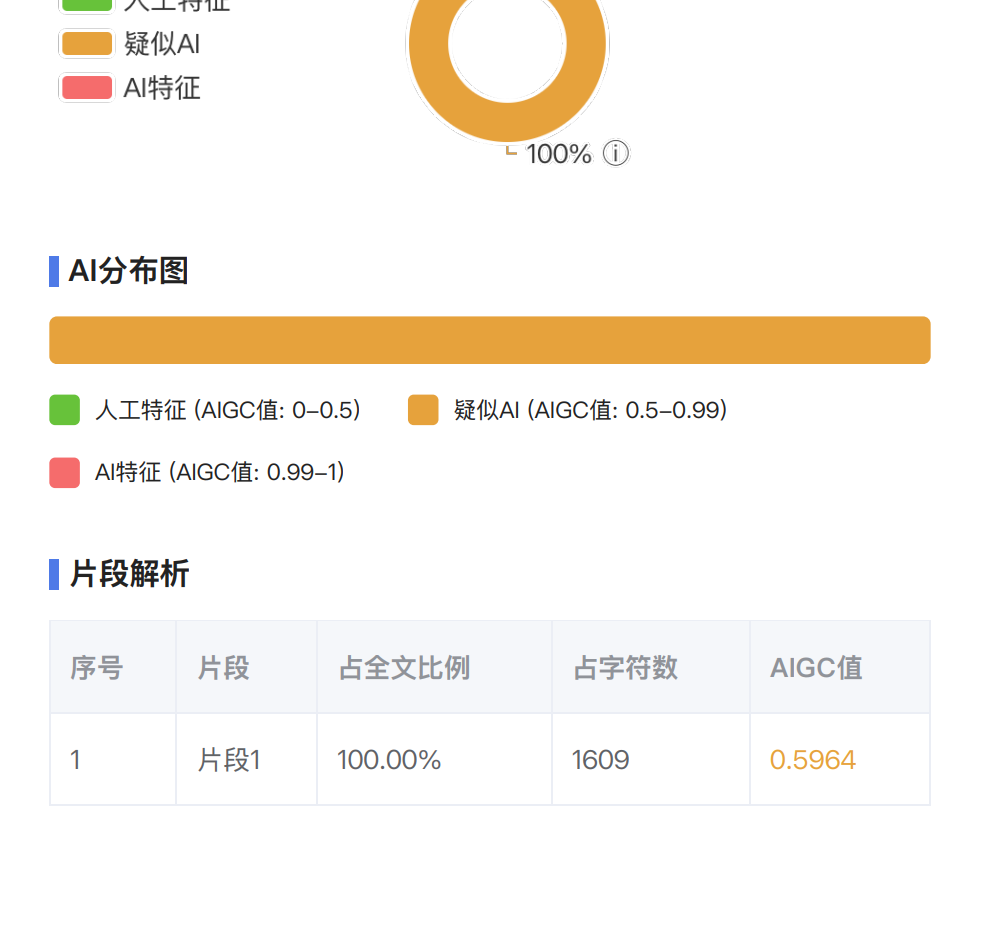 人工特征
疑似AI
AI特征
100%
AI分布图
人工特征 (AIGC值: 0–0.5)
疑似AI (AIGC值: 0.5–0.99)
AI特征 (AIGC值: 0.99–1)
片段解析
序号 片段 占全文比例 占字符数 AIGC值
1 片段1 100.00% 1609 0.5964